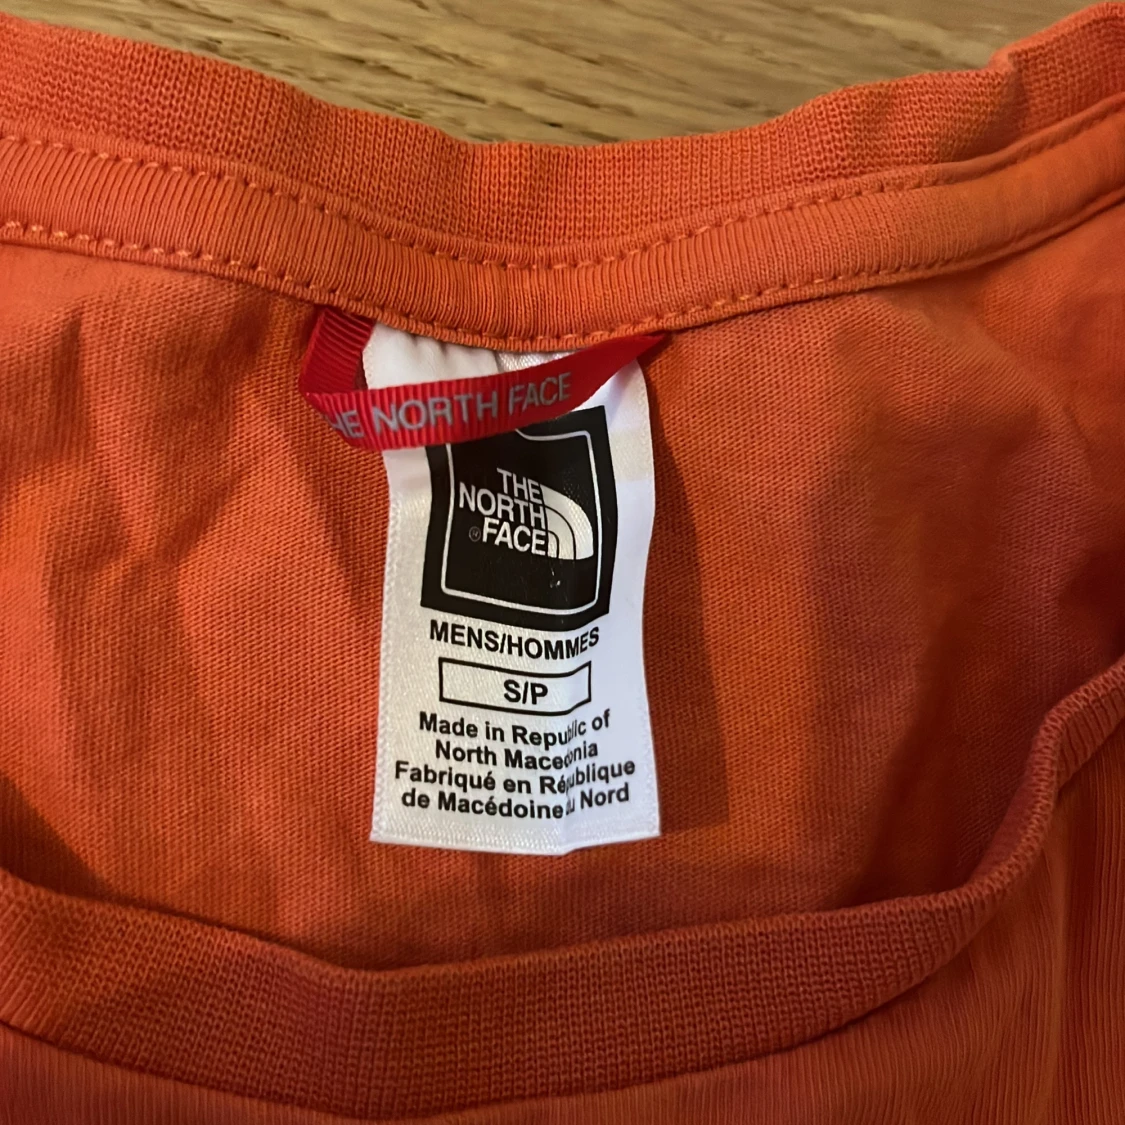 THE NORTH FACE
THE
NORTH
FACE
MENS/HOMMES
S/P
Made in Republic of
North Macedonia
Fabriqué en République
de Macédoine du Nord